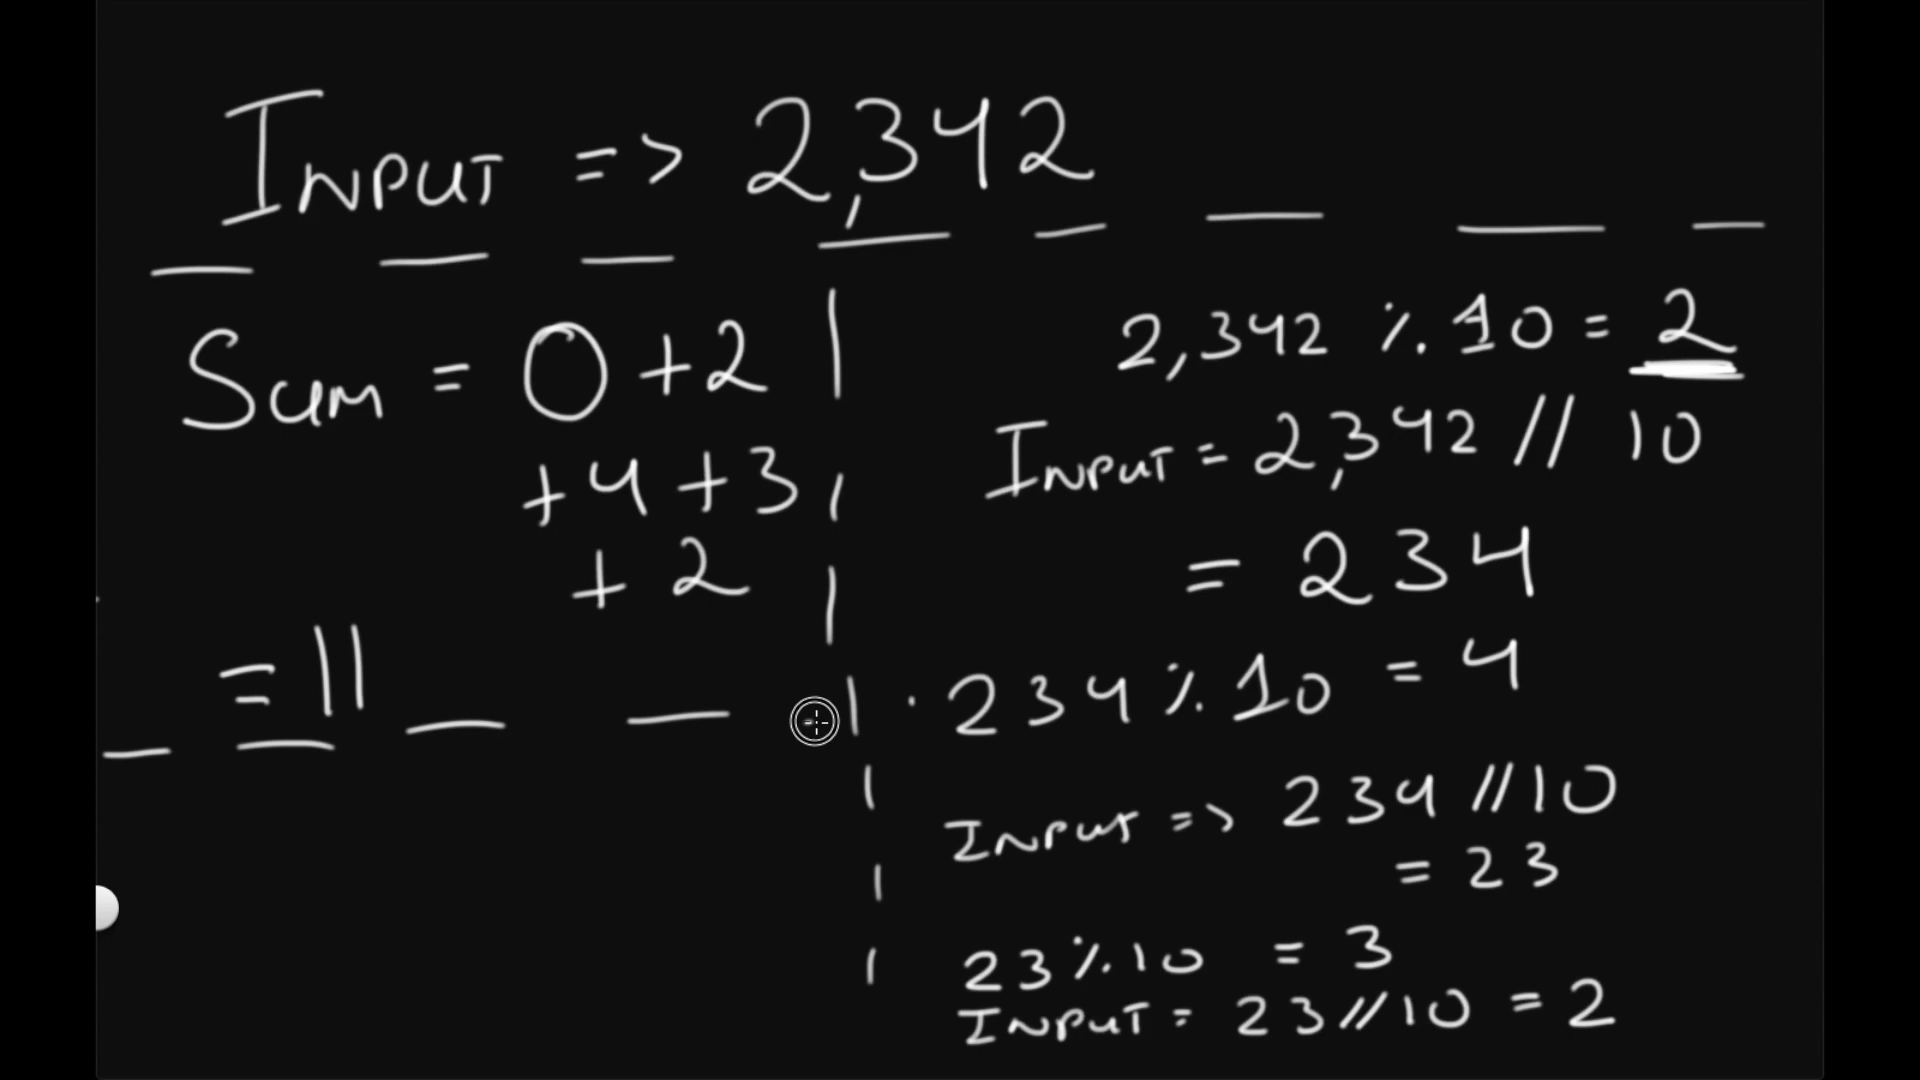 INPUT => 2,342
Sum = 0 + 2
+ 4 + 3
+ 2
= 11
2,342 % 10 = 2
INPUT = 2,342 // 10
= 234
234 % 10 = 4
INPUT => 234 // 10
= 23
23 % 10 = 3
INPUT = 23 // 10 = 2